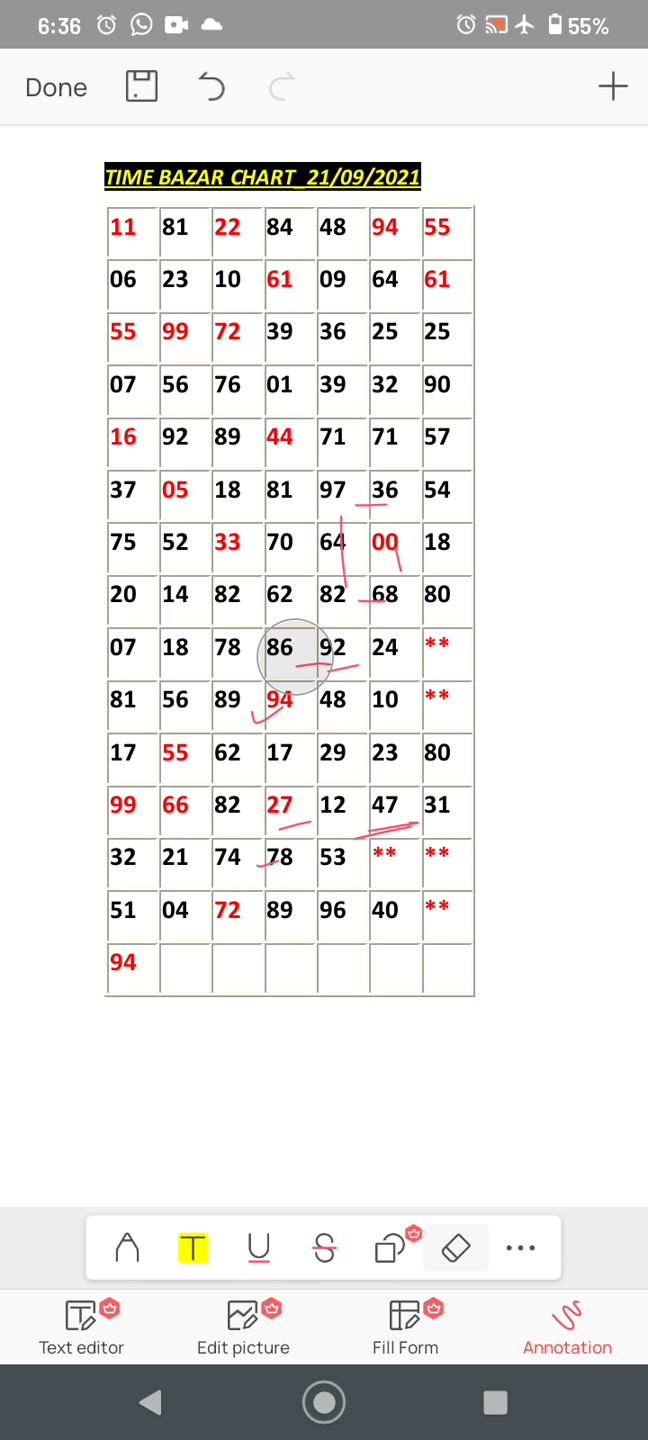 6:36 55%
Done
TIME BAZAR CHART_21/09/2021
11 81 22 84 48 94 55
06 23 10 61 09 64 61
55 99 72 39 36 25 25
07 56 76 01 39 32 90
16 92 89 44 71 71 57
37 05 18 81 97 36 54
75 52 33 70 64 00 18
20 14 82 62 82 68 80
07 18 78 86 92 24 **
81 56 89 94 48 10 **
17 55 62 17 29 23 80
99 66 82 27 12 47 31
32 21 74 78 53 ** **
51 04 72 89 96 40 **
94
Text editor Edit picture Fill Form Annotation